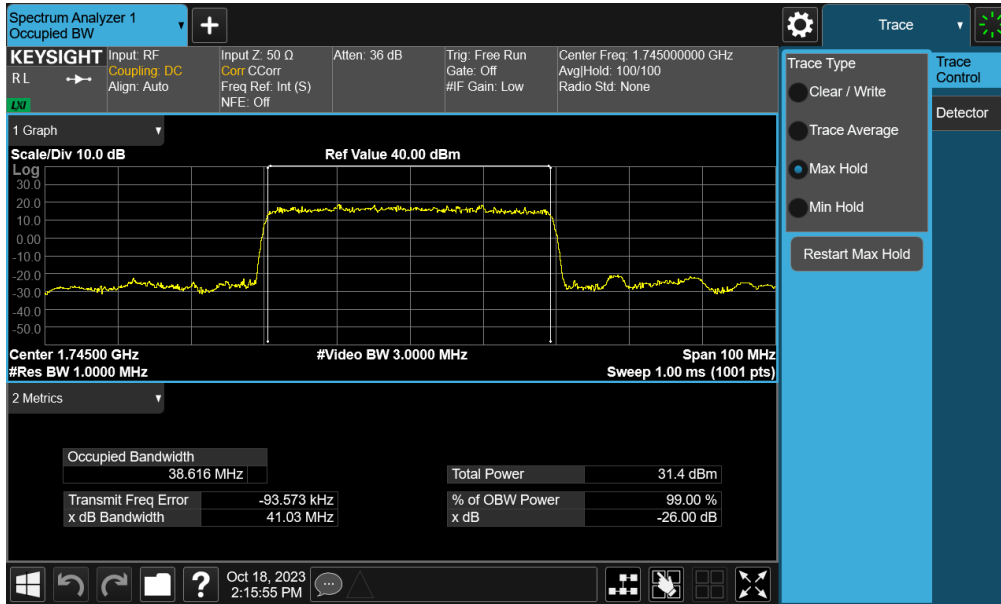 Spectrum Analyzer 1
Occupied BW
Trace
KEYSIGHT
R L
LXI
Input: RF
Coupling: DC
Align: Auto
Input Z: 50 Ω
Corr CCorr
Freq Ref: Int (S)
NFE: Off
Atten: 36 dB
Trig: Free Run
Gate: Off
#IF Gain: Low
Center Freq: 1.745000000 GHz
Avg|Hold: 100/100
Radio Std: None
Trace Type
Clear / Write
Trace Average
Max Hold
Min Hold
Restart Max Hold
Trace
Control
Detector
1 Graph
Scale/Div 10.0 dB Ref Value 40.00 dBm
Log
30.0
20.0
10.0
0.00
-10.0
-20.0
-30.0
-40.0
-50.0
Center 1.74500 GHz #Video BW 3.0000 MHz Span 100 MHz
#Res BW 1.0000 MHz Sweep 1.00 ms (1001 pts)
2 Metrics
Occupied Bandwidth
38.616 MHz
Total Power 31.4 dBm
Transmit Freq Error -93.573 kHz
% of OBW Power 99.00 %
x dB Bandwidth 41.03 MHz
x dB -26.00 dB
?
Oct 18, 2023
2:15:55 PM